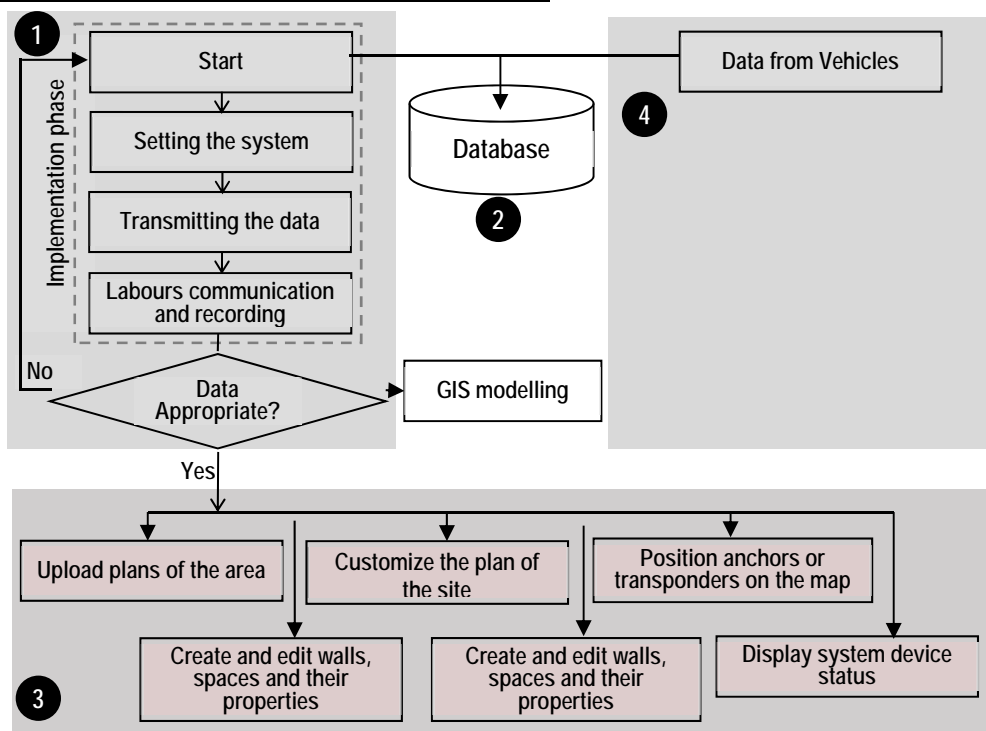 1
Start
Data from Vehicles
Implementation phase
4
Setting the system
Database
Transmitting the data
2
Labours communication
and recording
No
Data
Appropriate?
GIS modelling
Yes
Upload plans of the area
Customize the plan of
the site
Position anchors or
transponders on the map
Create and edit walls,
spaces and their
properties
Create and edit walls,
spaces and their
properties
Display system device
status
3